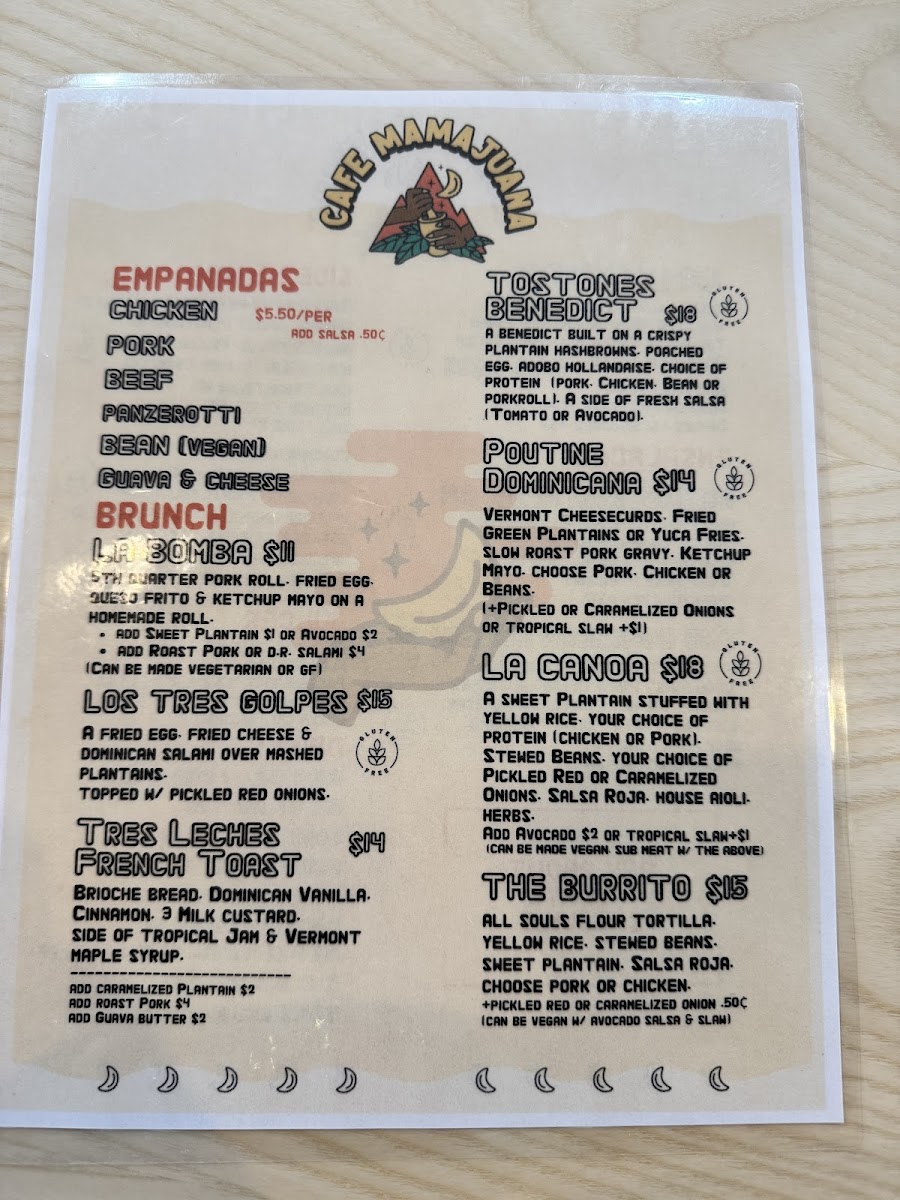 CAFE MAMAJUANA
EMPANADAS
CHICKEN $5.50/PER
ADD SALSA .50¢
PORK
BEEF
PANZEROTTI
BEAN (VEGAN)
GUAVA & CHEESE
BRUNCH
LA BOMBA $11
5TH QUARTER PORK ROLL. FRIED EGG.
QUESO FRITO & KETCHUP MAYO ON A
HOMEMADE ROLL.
• ADD SWEET PLANTAIN $1 OR AVOCADO $2
• ADD ROAST PORK OR D.R. SALAMI $4
(CAN BE MADE VEGETARIAN OR GF)
LOS TRES GOLPES $15
A FRIED EGG. FRIED CHEESE &
DOMINICAN SALAMI OVER MASHED
PLANTAINS.
TOPPED W/ PICKLED RED ONIONS.
GLUTEN
FREE
TRES LECHES
FRENCH TOAST $14
BRIOCHE BREAD. DOMINICAN VANILLA.
CINNAMON. 3 MILK CUSTARD.
SIDE OF TROPICAL JAM & VERMONT
MAPLE SYRUP.
--------------------------
ADD CARAMELIZED PLANTAIN $2
ADD ROAST PORK $4
ADD GUAVA BUTTER $2
TOSTONES
BENEDICT $18
GLUTEN
FREE
A BENEDICT BUILT ON A CRISPY
PLANTAIN HASHBROWNS. POACHED
EGG. ADOBO HOLLANDAISE. CHOICE OF
PROTEIN (PORK. CHICKEN. BEAN OR
PORKROLL). A SIDE OF FRESH SALSA
(TOMATO OR AVOCADO).
POUTINE
DOMINICANA $14
GLUTEN
FREE
VERMONT CHEESECURDS. FRIED
GREEN PLANTAINS OR YUCA FRIES.
SLOW ROAST PORK GRAVY. KETCHUP
MAYO. CHOOSE PORK. CHICKEN OR
BEANS.
(+PICKLED OR CARAMELIZED ONIONS
OR TROPICAL SLAW +$1)
LA CANOA $18
GLUTEN
FREE
A SWEET PLANTAIN STUFFED WITH
YELLOW RICE. YOUR CHOICE OF
PROTEIN (CHICKEN OR PORK).
STEWED BEANS. YOUR CHOICE OF
PICKLED RED OR CARAMELIZED
ONIONS. SALSA ROJA. HOUSE AIOLI.
HERBS.
ADD AVOCADO $2 OR TROPICAL SLAW+$1
(CAN BE MADE VEGAN. SUB MEAT W/ THE ABOVE)
THE BURRITO $15
ALL SOULS FLOUR TORTILLA.
YELLOW RICE. STEWED BEANS.
SWEET PLANTAIN. SALSA ROJA.
CHOOSE PORK OR CHICKEN.
+PICKLED RED OR CARAMELIZED ONION .50¢
(CAN BE VEGAN W/ AVOCADO SALSA & SLAW)